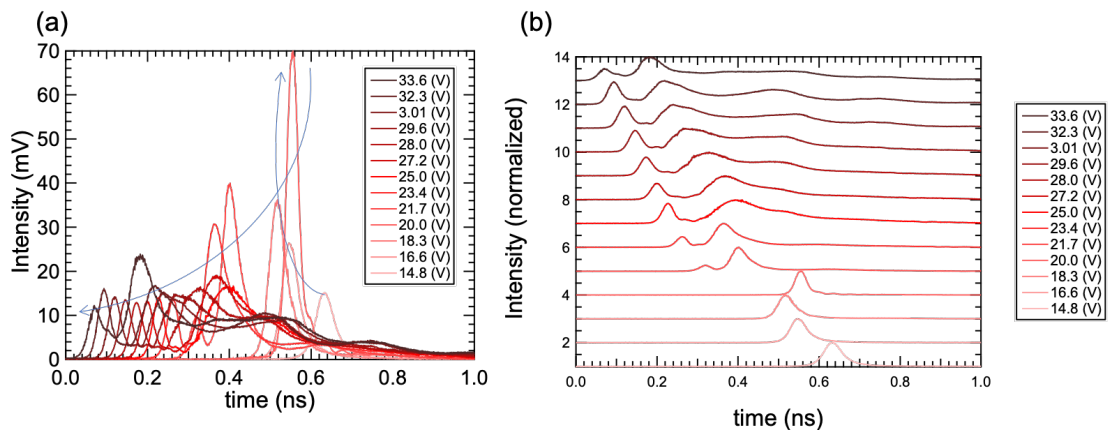 (a)
70
60
50
40
30
20
10
0
Intensity (mV)
0.0
0.2
0.4
0.6
0.8
1.0
time (ns)
33.6 (V)
32.3 (V)
3.01 (V)
29.6 (V)
28.0 (V)
27.2 (V)
25.0 (V)
23.4 (V)
21.7 (V)
20.0 (V)
18.3 (V)
16.6 (V)
14.8 (V)
(b)
14
12
10
8
6
4
2
Intensity (normalized)
0.0
0.2
0.4
0.6
0.8
1.0
time (ns)
33.6 (V)
32.3 (V)
3.01 (V)
29.6 (V)
28.0 (V)
27.2 (V)
25.0 (V)
23.4 (V)
21.7 (V)
20.0 (V)
18.3 (V)
16.6 (V)
14.8 (V)